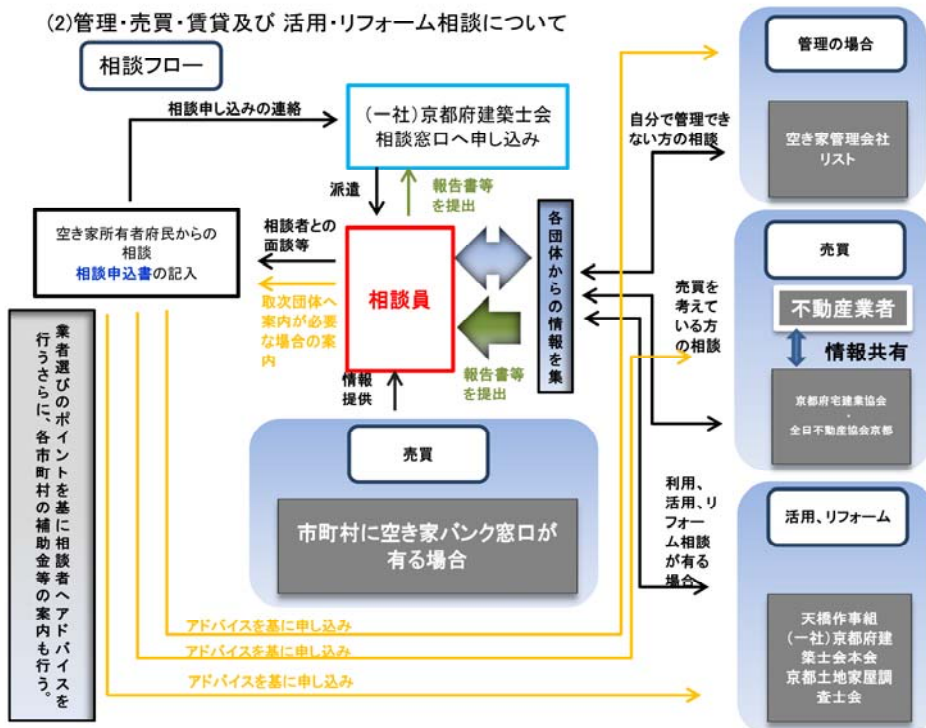 (2)管理・売買・賃貸及び 活用・リフォーム相談について
相談フロー
相談申し込みの連絡
(一社)京都府建築士会
相談窓口へ申し込み
派遣
報告書等
を提出
空き家所有者府民からの
相談
相談申込書の記入
相談者との
面談等
取次団体へ
案内が必要
な場合の案
内
相談員
各団体からの情報を集
報告書等
を提出
情報
提供
業者選びのポイントを基に相談者へアドバイスを
行うさらに、各市町村の補助金等の案内も行う。
売買
市町村に空き家バンク窓口が
有る場合
アドバイスを基に申し込み
アドバイスを基に申し込み
アドバイスを基に申し込み
自分で管理でき
ない方の相談
売買を
考えて
いる方
の相談
利用、
活用、リ
フォー
ム相談
が有る
場合
管理の場合
空き家管理会社
リスト
売買
不動産業者
情報共有
京都府宅建業協会
・
全日不動産協会京都
活用、リフォーム
天橋作事組
(一社)京都府建
築士会本会
京都土地家屋調
査士会